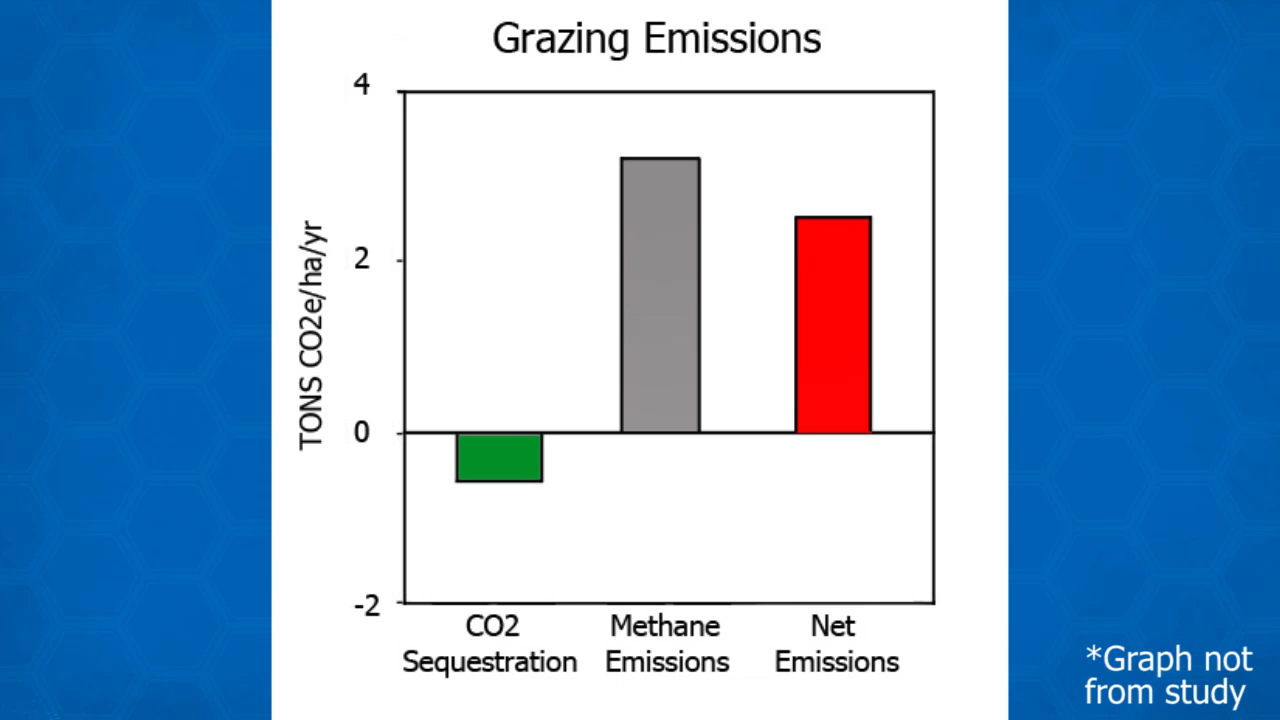 Grazing Emissions
4
2
0
-2
TONS CO2e/ha/yr
CO2
Sequestration
Methane
Emissions
Net
Emissions
*Graph not
from study